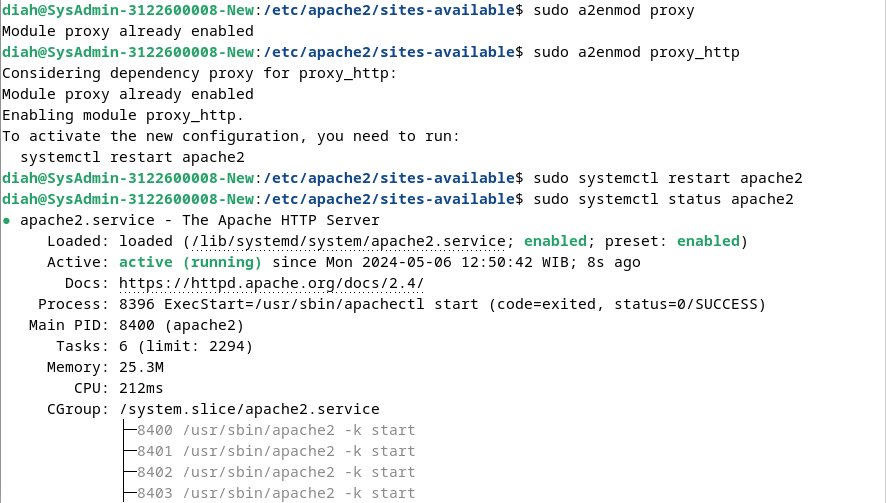 diah@SysAdmin-3122600008-New:/etc/apache2/sites-available$ sudo a2enmod proxy
Module proxy already enabled
diah@SysAdmin-3122600008-New:/etc/apache2/sites-available$ sudo a2enmod proxy_http
Considering dependency proxy for proxy_http:
Module proxy already enabled
Enabling module proxy_http.
To activate the new configuration, you need to run:
  systemctl restart apache2
diah@SysAdmin-3122600008-New:/etc/apache2/sites-available$ sudo systemctl restart apache2
diah@SysAdmin-3122600008-New:/etc/apache2/sites-available$ sudo systemctl status apache2
● apache2.service - The Apache HTTP Server
     Loaded: loaded (/lib/systemd/system/apache2.service; enabled; preset: enabled)
     Active: active (running) since Mon 2024-05-06 12:50:42 WIB; 8s ago
       Docs: https://httpd.apache.org/docs/2.4/
    Process: 8396 ExecStart=/usr/sbin/apachectl start (code=exited, status=0/SUCCESS)
   Main PID: 8400 (apache2)
      Tasks: 6 (limit: 2294)
     Memory: 25.3M
        CPU: 212ms
     CGroup: /system.slice/apache2.service
             ├─8400 /usr/sbin/apache2 -k start
             ├─8401 /usr/sbin/apache2 -k start
             ├─8402 /usr/sbin/apache2 -k start
             ├─8403 /usr/sbin/apache2 -k start